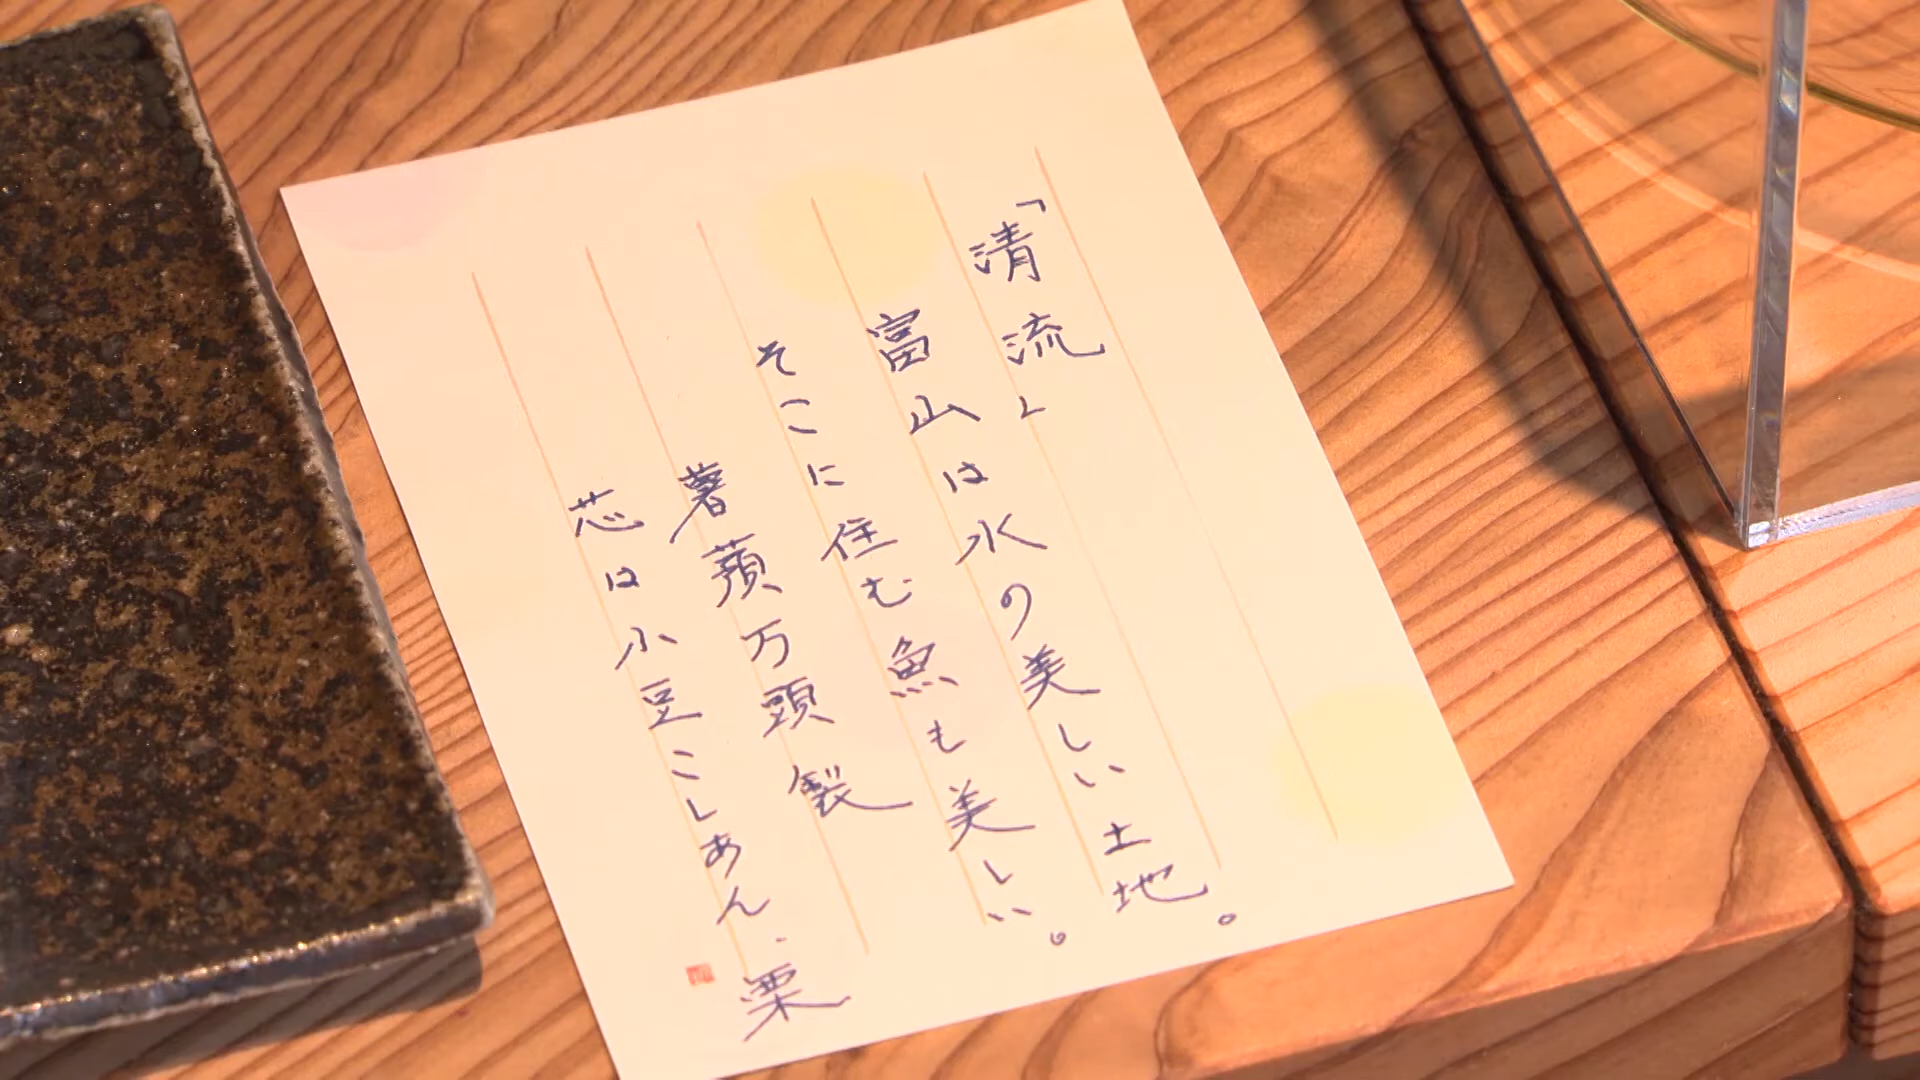 「清流」
富山は水の美しい土地。
そこに住む魚も美しい。
薯蕷万頭製
芯は小豆こしあん、栗